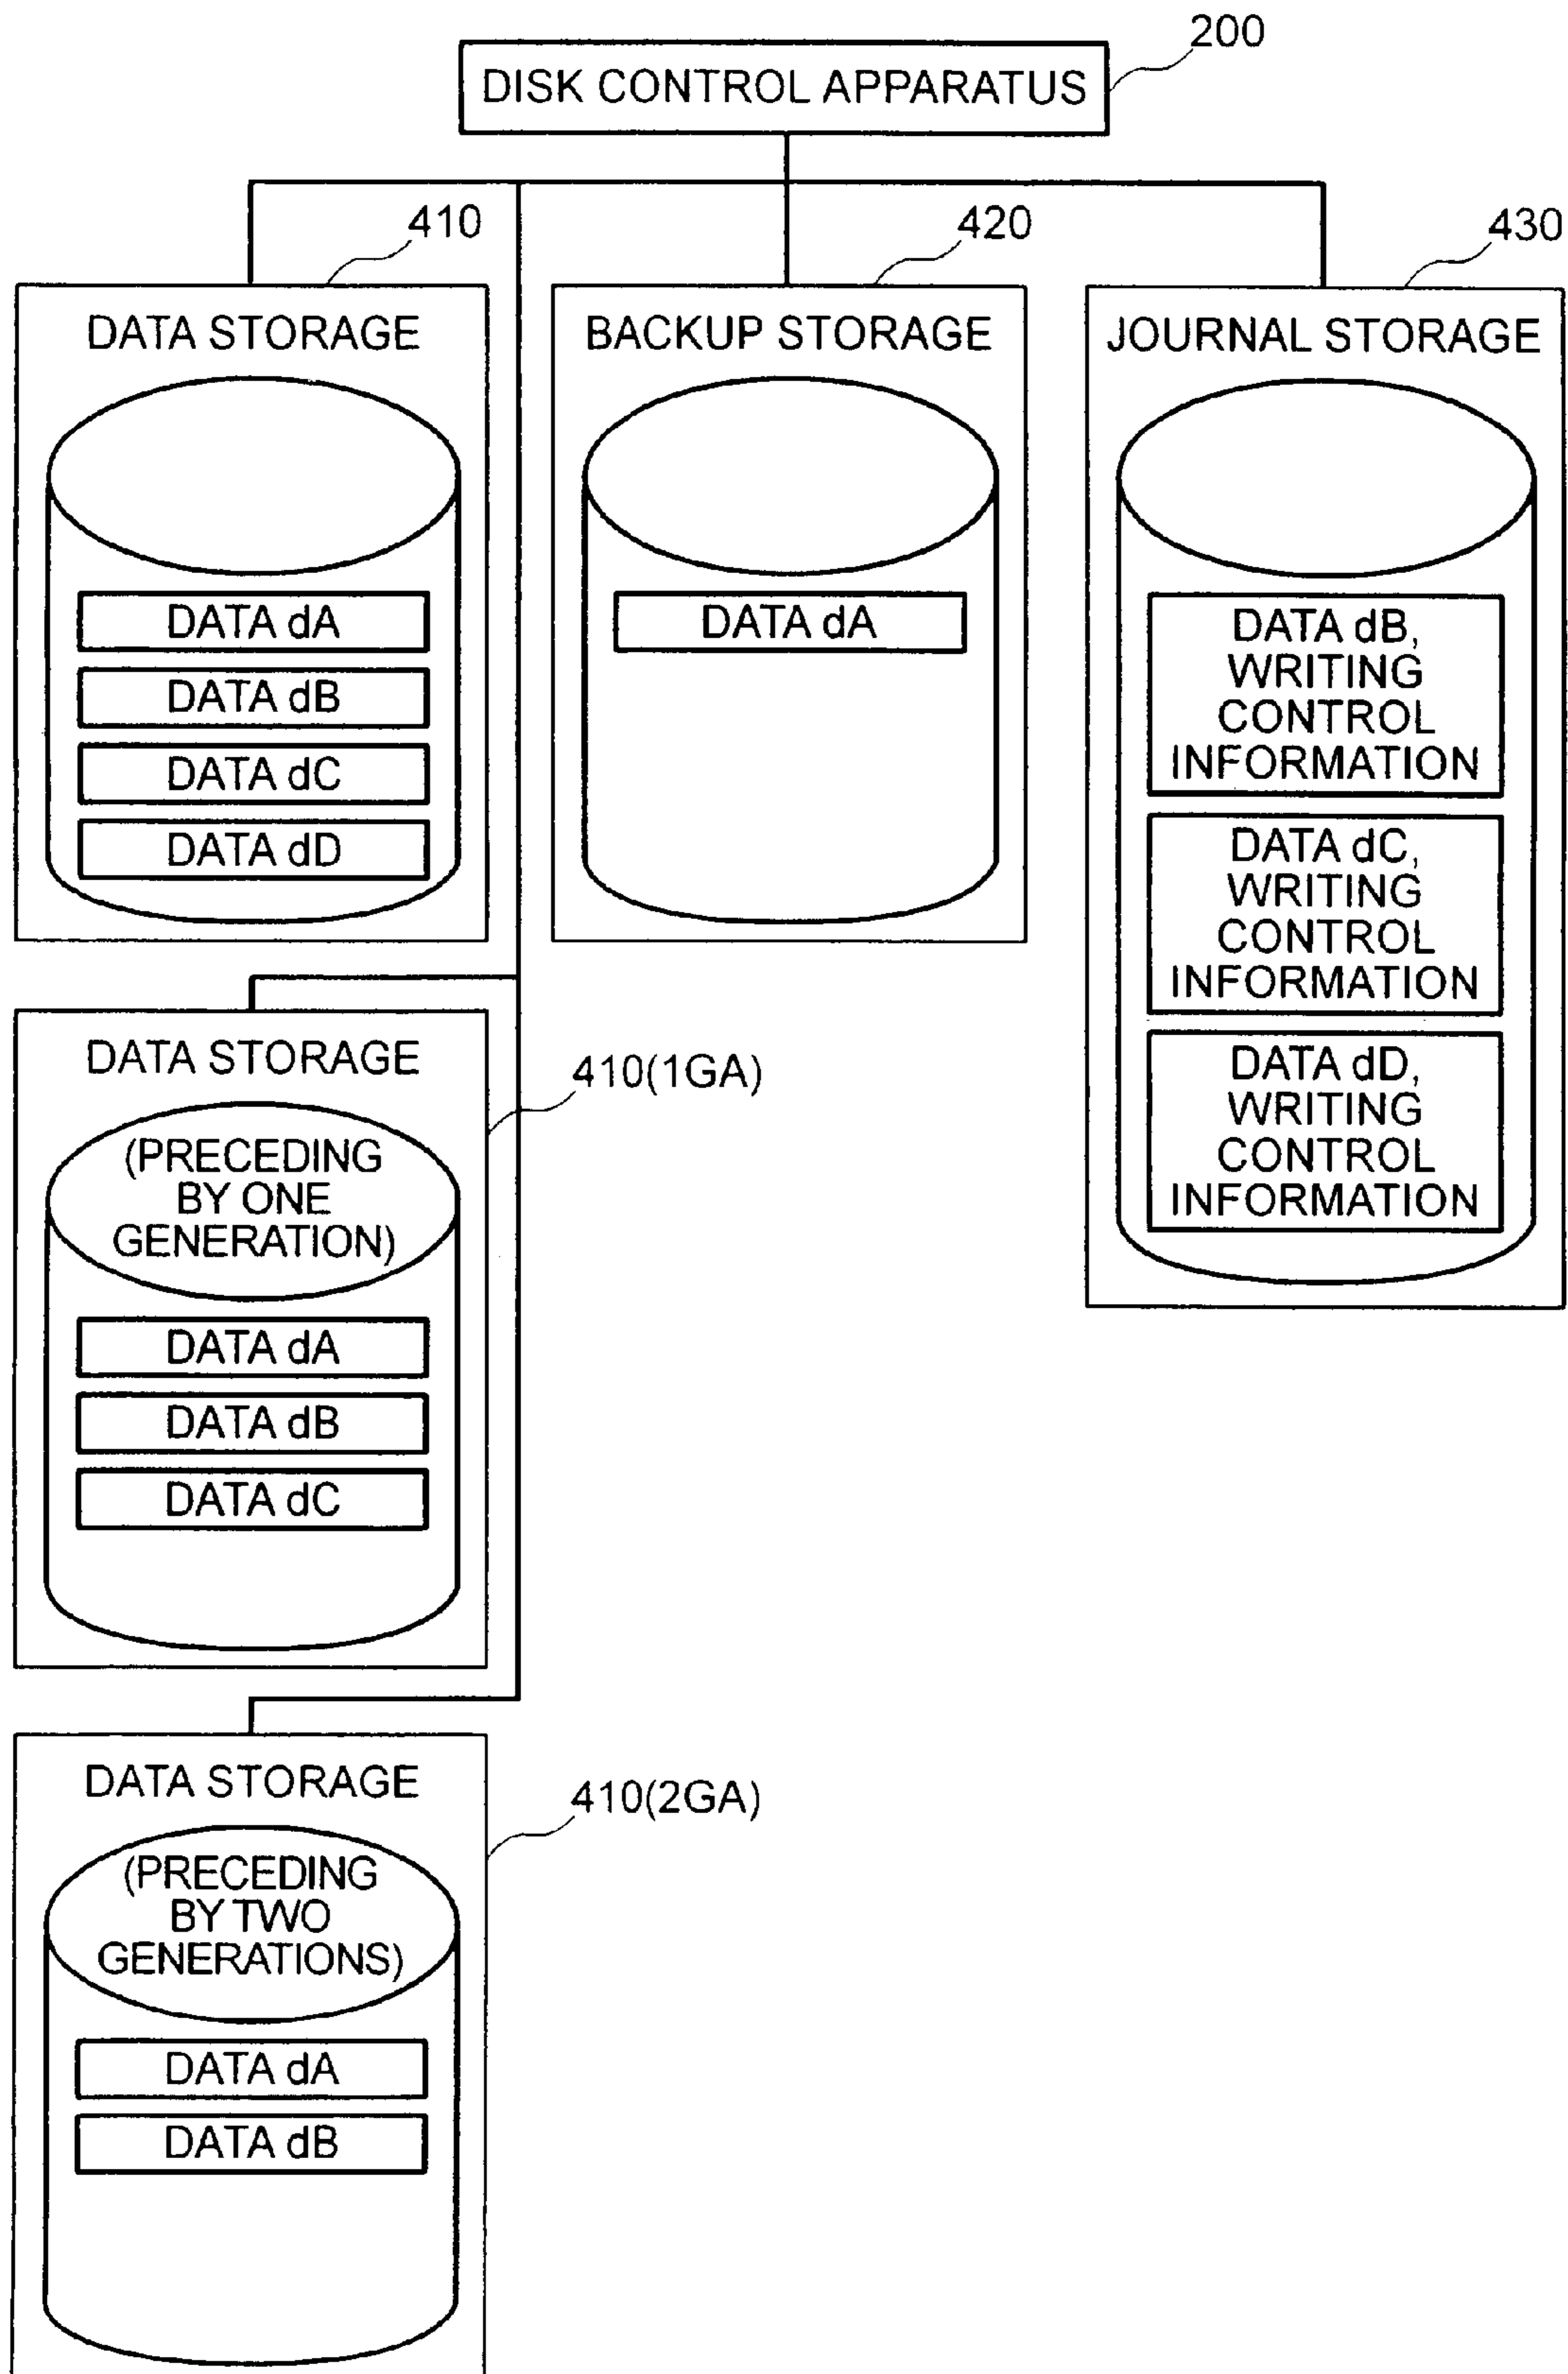 200
DISK CONTROL APPARATUS
410
420
430
DATA STORAGE
DATA dA
DATA dB
DATA dC
DATA dD
BACKUP STORAGE
DATA dA
JOURNAL STORAGE
DATA dB,
WRITING
CONTROL
INFORMATION
DATA dC,
WRITING
CONTROL
INFORMATION
DATA dD,
WRITING
CONTROL
INFORMATION
DATA STORAGE
410(1GA)
(PRECEDING
BY ONE
GENERATION)
DATA dA
DATA dB
DATA dC
DATA STORAGE
410(2GA)
(PRECEDING
BY TWO
GENERATIONS)
DATA dA
DATA dB